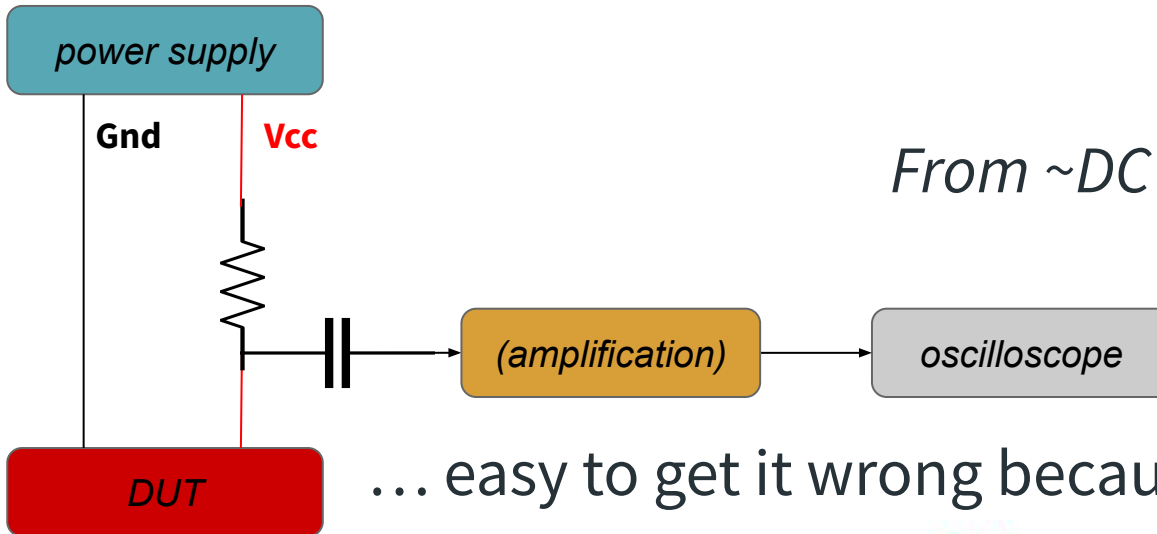 power supply
Gnd
Vcc
From ~DC
(amplification)
oscilloscope
DUT
… easy to get it wrong becau